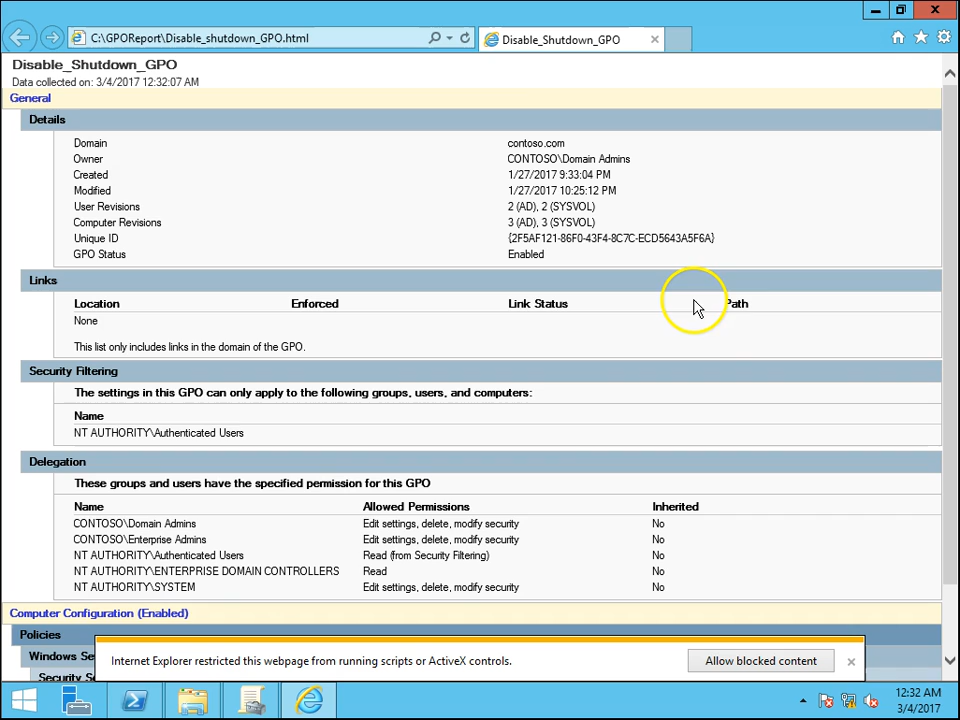 C:\GPOReport\Disable_shutdown_GPO.html
Disable_Shutdown_GPO
Disable_Shutdown_GPO
Data collected on: 3/4/2017 12:32:07 AM
General
Details
Domain contoso.com
Owner CONTOSO\Domain Admins
Created 1/27/2017 9:33:04 PM
Modified 1/27/2017 10:25:12 PM
User Revisions 2 (AD), 2 (SYSVOL)
Computer Revisions 3 (AD), 3 (SYSVOL)
Unique ID {2F5AF121-86F0-43F4-8C7C-ECD5643A5F6A}
GPO Status Enabled
Links
Location Enforced Link Status Path
None
This list only includes links in the domain of the GPO.
Security Filtering
The settings in this GPO can only apply to the following groups, users, and computers:
Name
NT AUTHORITY\Authenticated Users
Delegation
These groups and users have the specified permission for this GPO
Name Allowed Permissions Inherited
CONTOSO\Domain Admins Edit settings, delete, modify security No
CONTOSO\Enterprise Admins Edit settings, delete, modify security No
NT AUTHORITY\Authenticated Users Read (from Security Filtering) No
NT AUTHORITY\ENTERPRISE DOMAIN CONTROLLERS Read No
NT AUTHORITY\SYSTEM Edit settings, delete, modify security No
Computer Configuration (Enabled)
Policies
Windows Se
Security S
Internet Explorer restricted this webpage from running scripts or ActiveX controls.
Allow blocked content
12:32 AM
3/4/2017